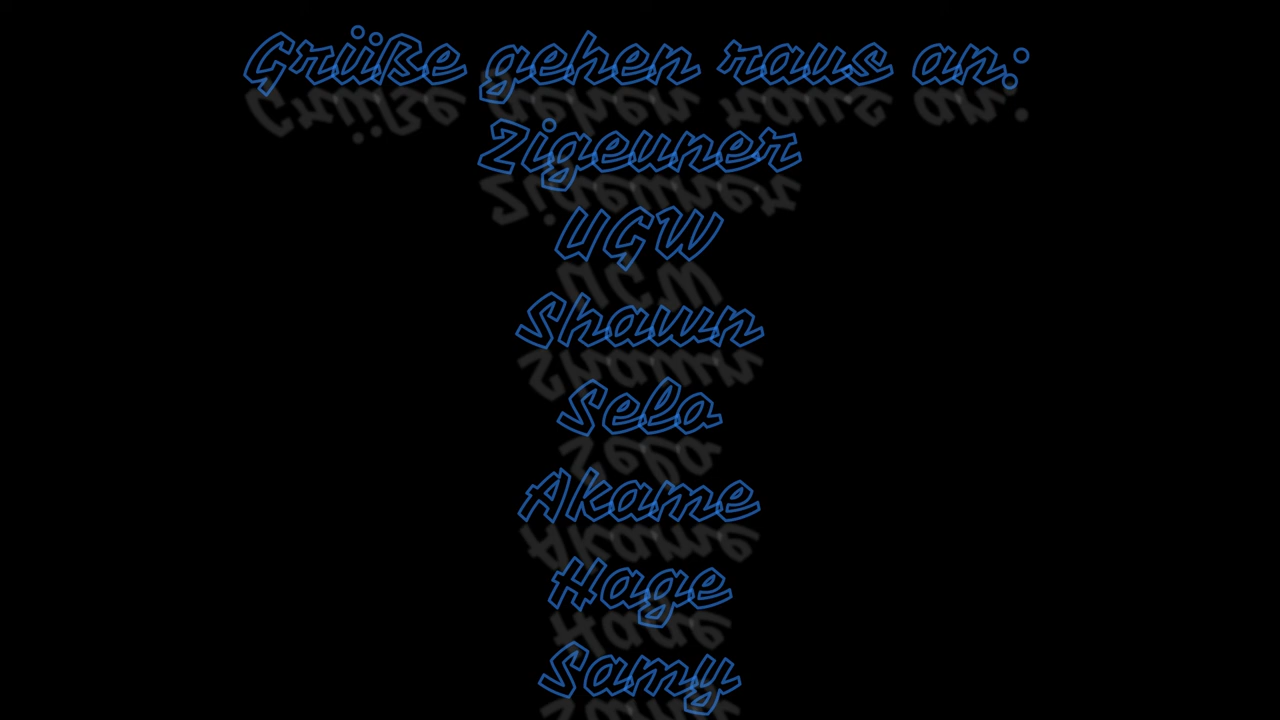 Grüße gehen raus an:
Zigeuner
UGW
Shawn
Sela
Akame
Hage
Samy